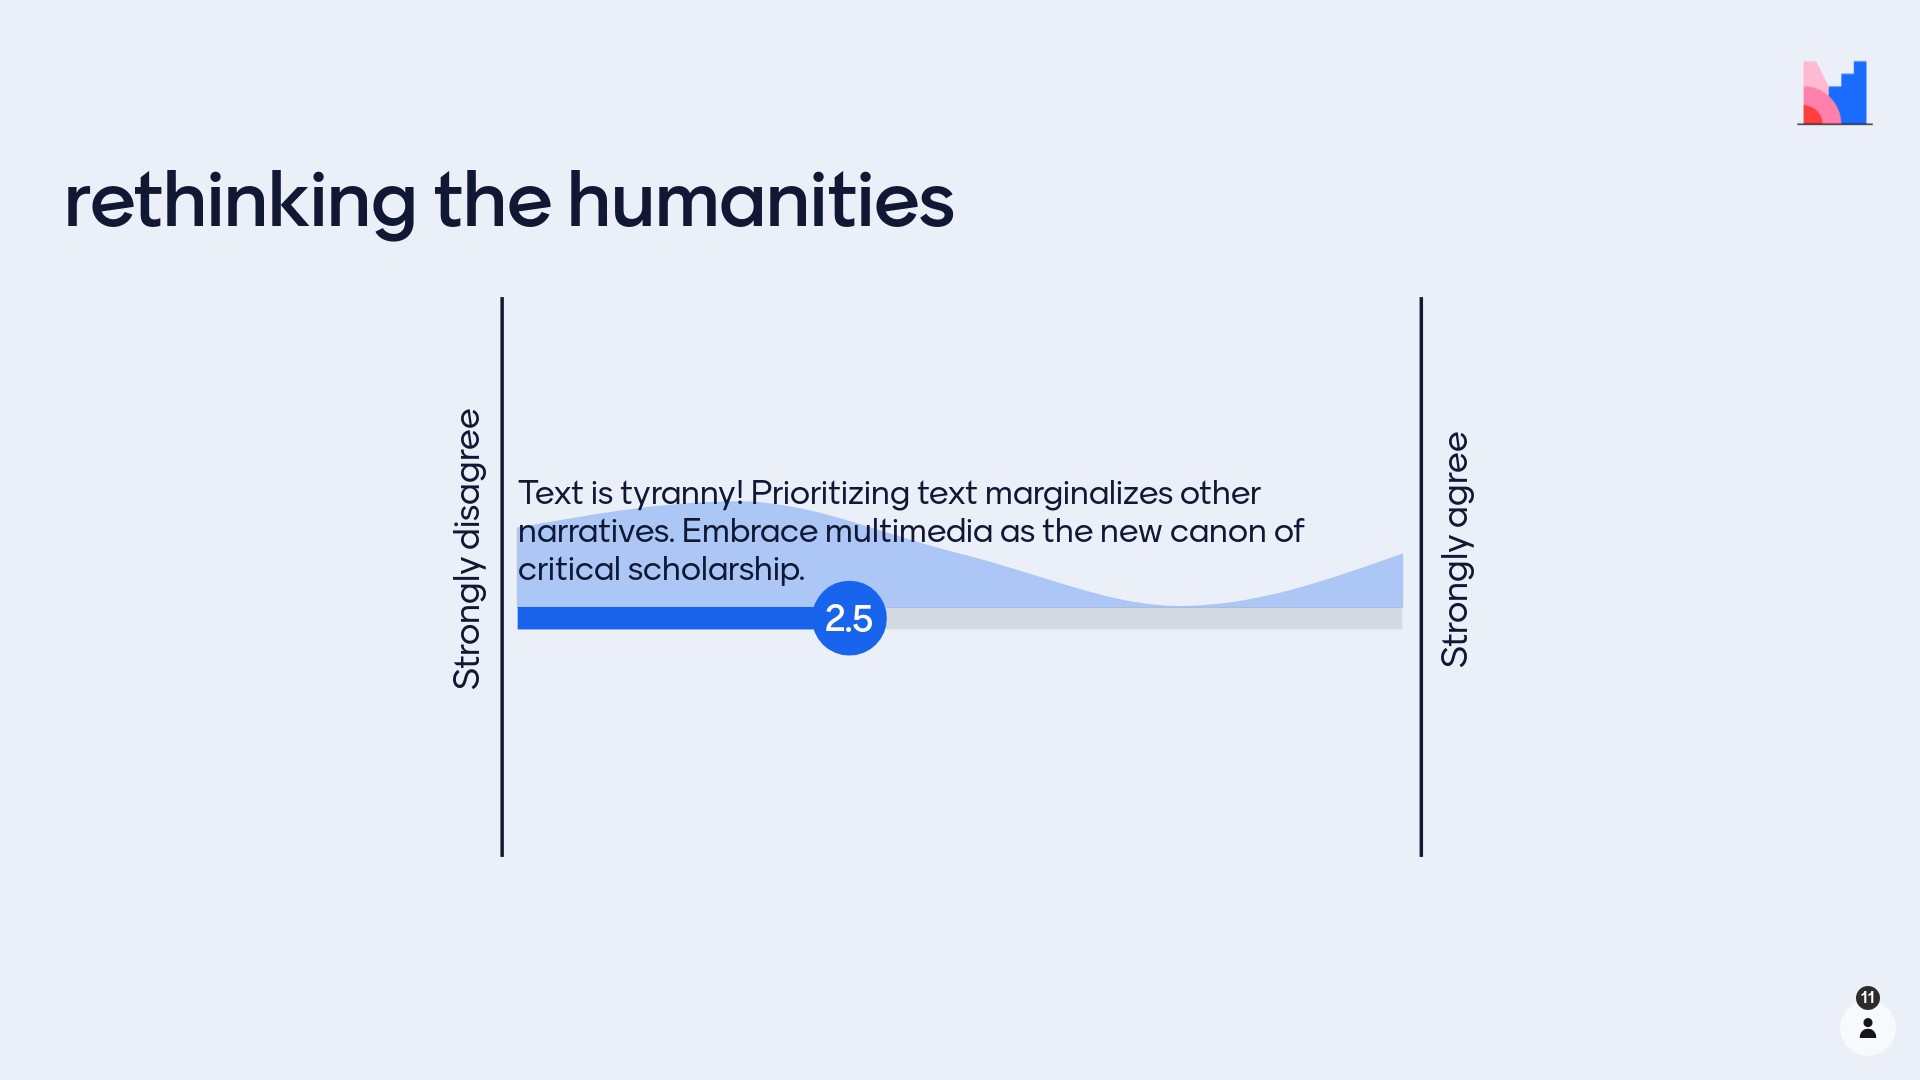 rethinking the humanities
Strongly disagree
Text is tyranny! Prioritizing text marginalizes other
narratives. Embrace multimedia as the new canon of
critical scholarship.
2.5
Strongly agree
11